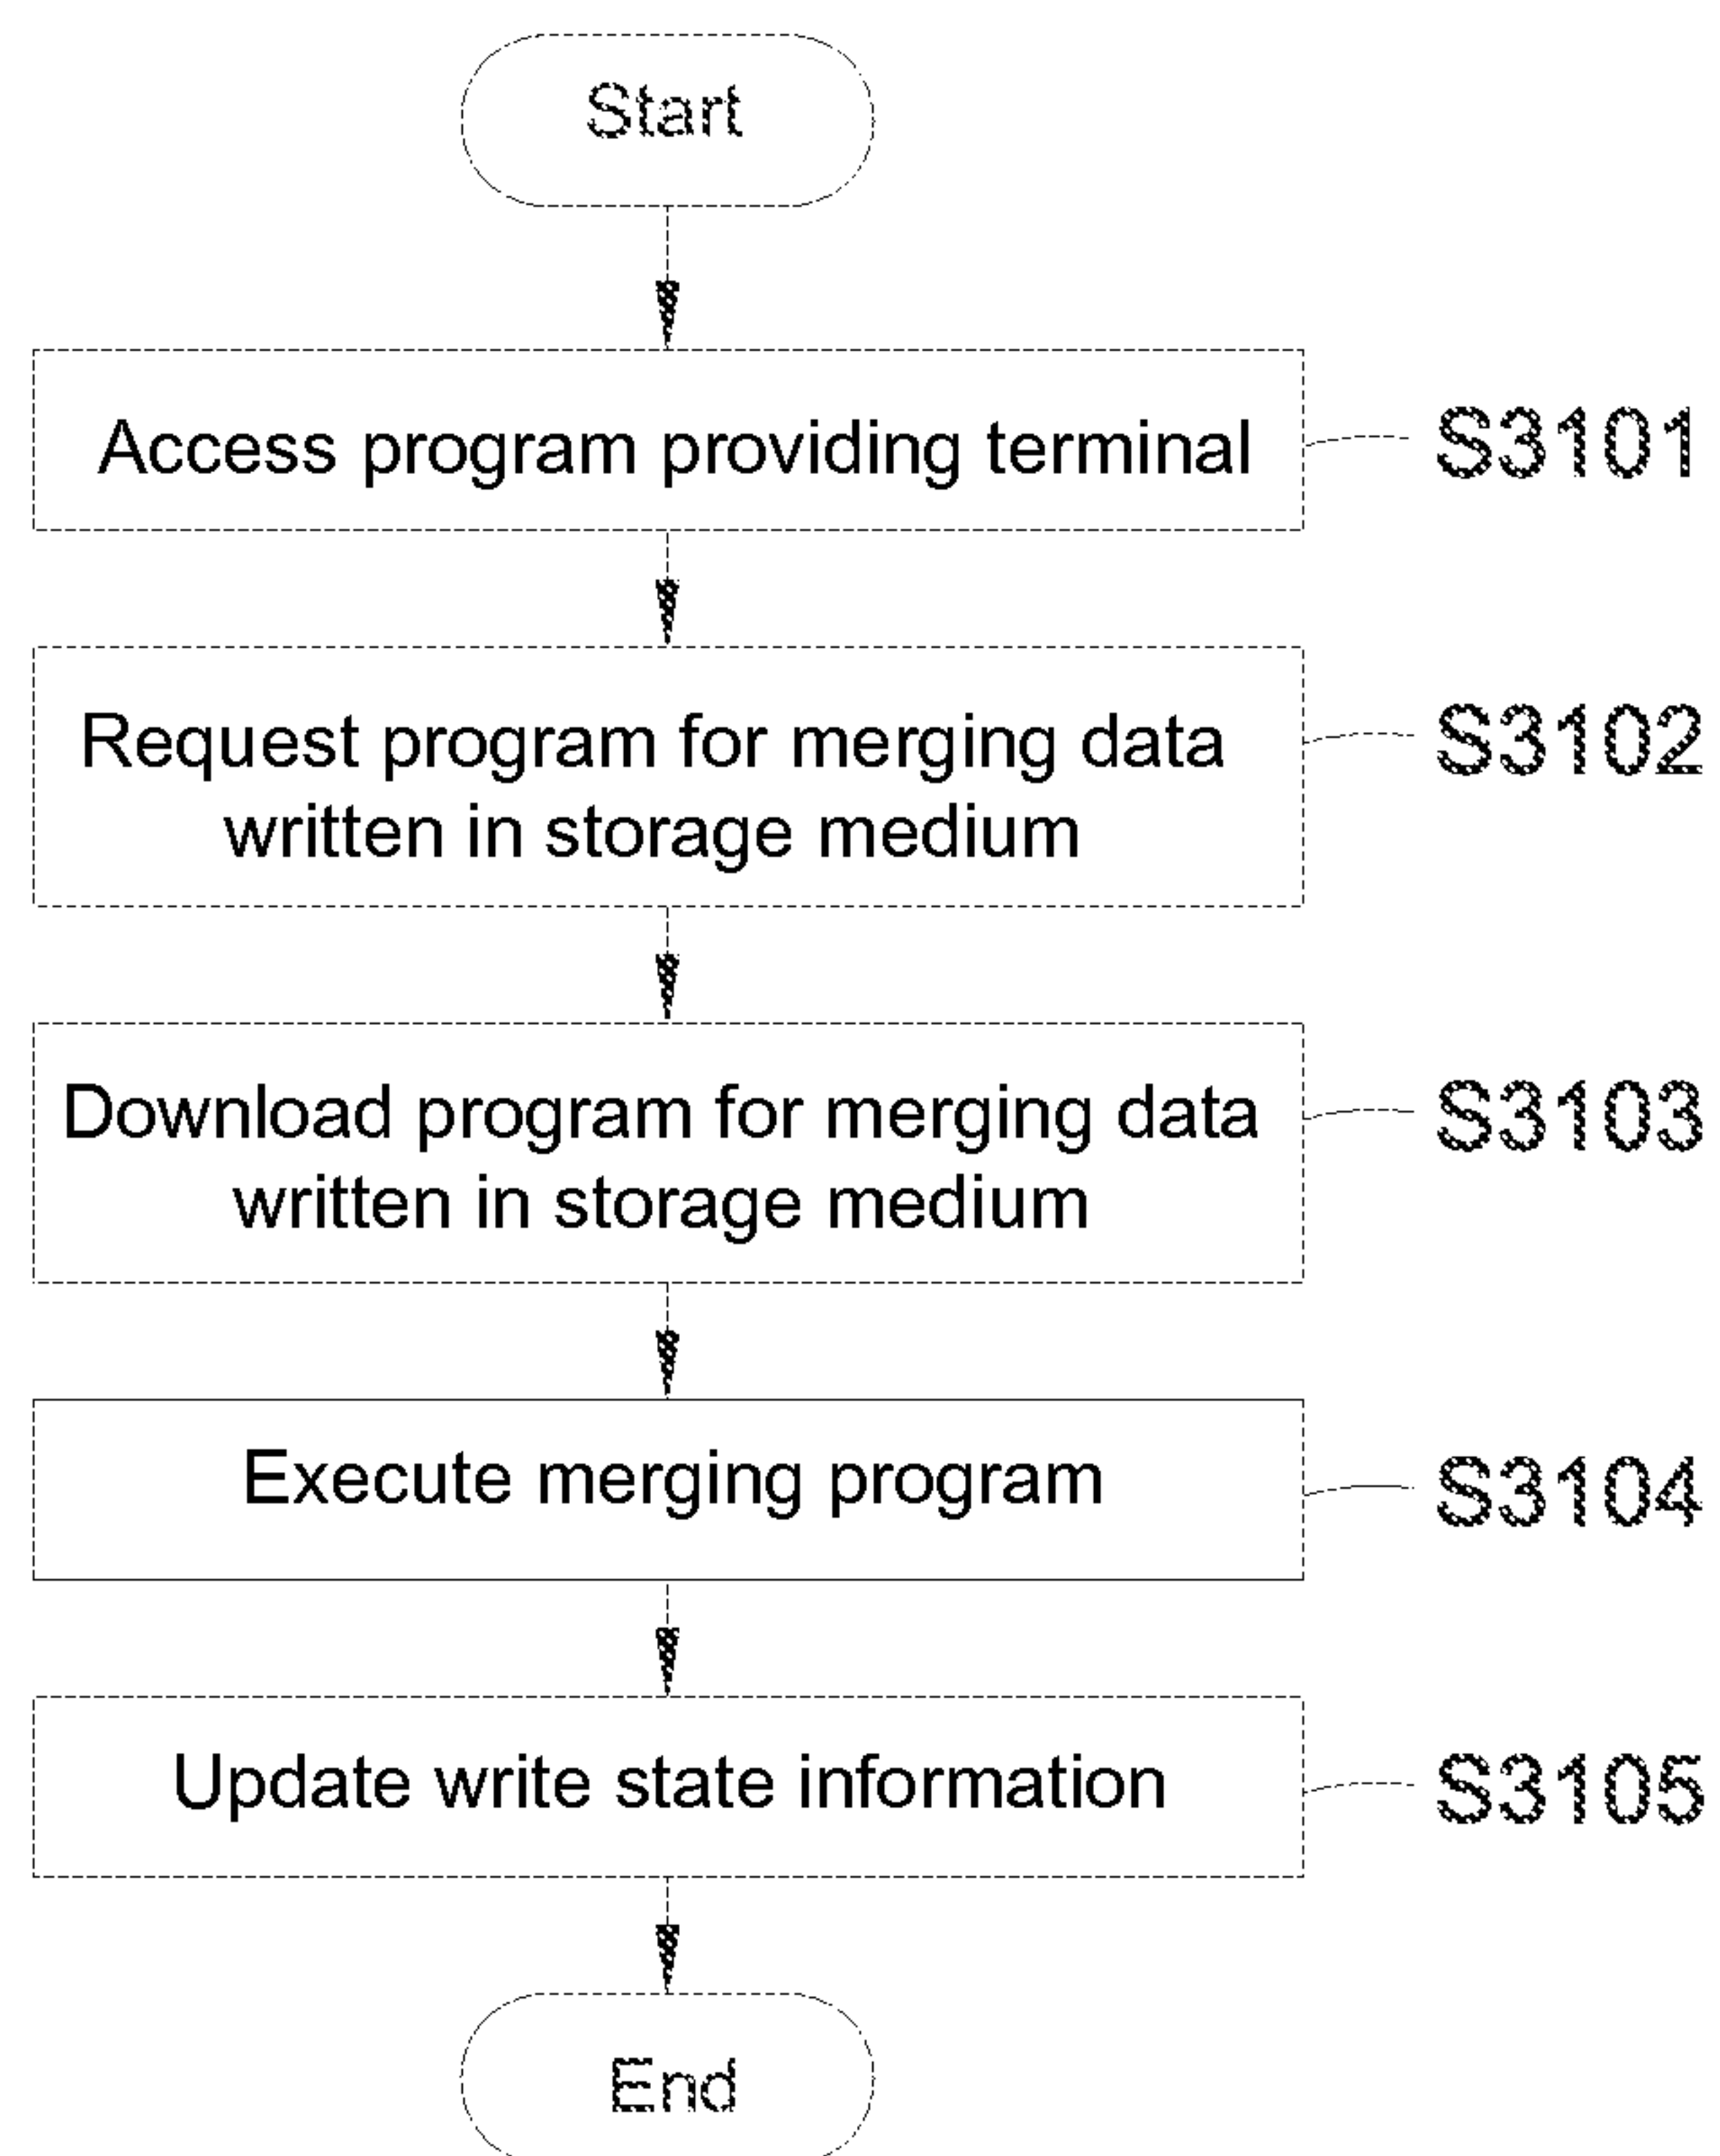 Start
Access program providing terminal
S3101
Request program for merging data
written in storage medium
S3102
Download program for merging data
written in storage medium
S3103
Execute merging program
S3104
Update write state information
S3105
End